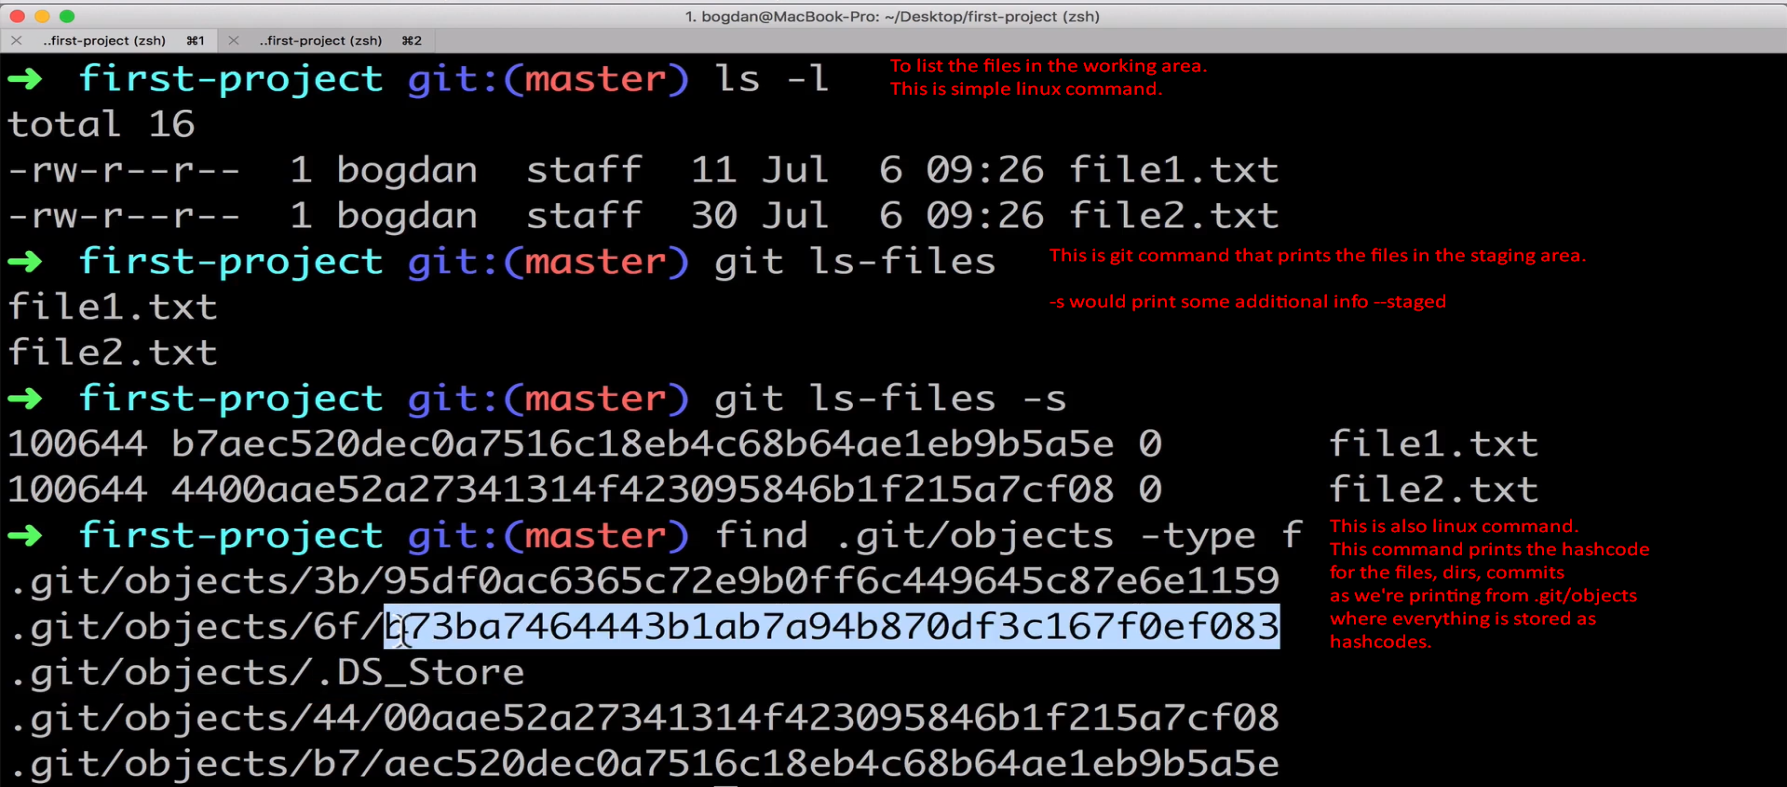 1. bogdan@MacBook-Pro: ~/Desktop/first-project (zsh)
× ..first-project (zsh) ⌘1 × ..first-project (zsh) ⌘2
➜ first-project git:(master) ls -l
To list the files in the working area.
This is simple linux command.
total 16
-rw-r--r-- 1 bogdan staff 11 Jul 6 09:26 file1.txt
-rw-r--r-- 1 bogdan staff 30 Jul 6 09:26 file2.txt
➜ first-project git:(master) git ls-files
This is git command that prints the files in the staging area.
-s would print some additional info --staged
file1.txt
file2.txt
➜ first-project git:(master) git ls-files -s
100644 b7aec520dec0a7516c18eb4c68b64ae1eb9b5a5e 0 file1.txt
100644 4400aae52a27341314f423095846b1f215a7cf08 0 file2.txt
➜ first-project git:(master) find .git/objects -type f
This is also linux command.
This command prints the hashcode
for the files, dirs, commits
as we're printing from .git/objects
where everything is stored as
hashcodes.
.git/objects/3b/95df0ac6365c72e9b0ff6c449645c87e6e1159
.git/objects/6f/b73ba7464443b1ab7a94b870df3c167f0ef083
.git/objects/.DS_Store
.git/objects/44/00aae52a27341314f423095846b1f215a7cf08
.git/objects/b7/aec520dec0a7516c18eb4c68b64ae1eb9b5a5e